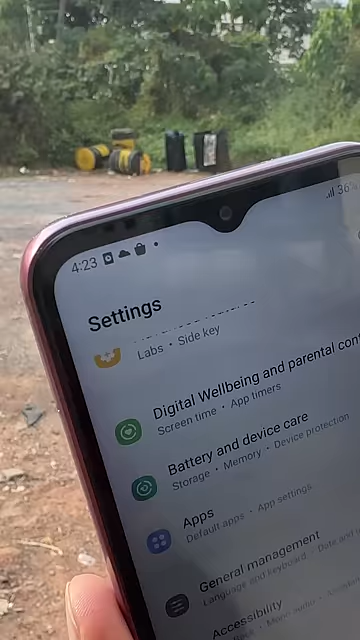 4:23
36%
Settings
Labs • Side key
Digital Wellbeing and parental con
Screen time • App timers
Battery and device care
Storage • Memory • Device protection
Apps
Default apps • App settings
General management
Language and keyboard • Date and t
Accessibility